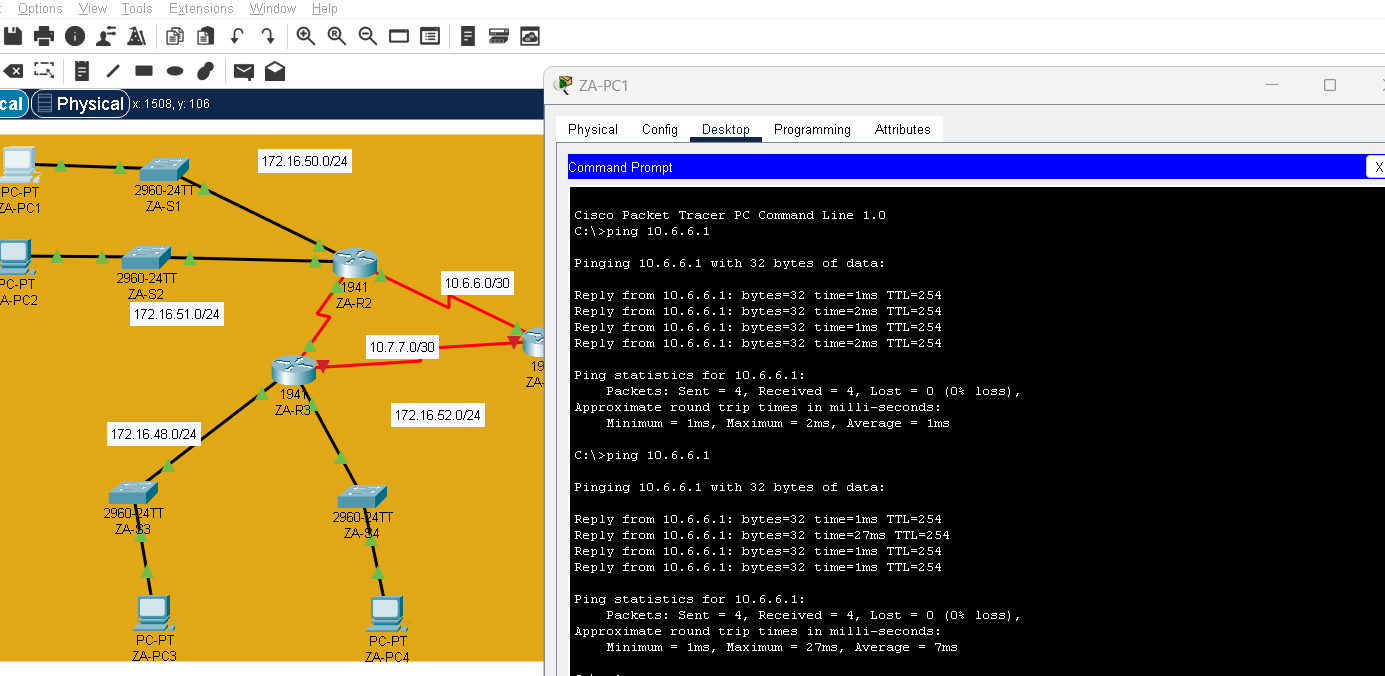 Options View Tools Extensions Window Help
Physical x: 1508, y: 106
172.16.50.0/24
PC-PT
ZA-PC1
2960-24TT
ZA-S1
2960-24TT
ZA-S2
172.16.51.0/24
1941
ZA-R2
10.6.6.0/30
10.7.7.0/30
1941
ZA-R3
172.16.52.0/24
172.16.48.0/24
2960-24TT
ZA-S3
2960-24TT
ZA-S4
PC-PT
ZA-PC3
PC-PT
ZA-PC4
ZA-PC1
Physical Config Desktop Programming Attributes
Command Prompt X
Cisco Packet Tracer PC Command Line 1.0
C:\>ping 10.6.6.1
Pinging 10.6.6.1 with 32 bytes of data:
Reply from 10.6.6.1: bytes=32 time=1ms TTL=254
Reply from 10.6.6.1: bytes=32 time=2ms TTL=254
Reply from 10.6.6.1: bytes=32 time=1ms TTL=254
Reply from 10.6.6.1: bytes=32 time=2ms TTL=254
Ping statistics for 10.6.6.1:
Packets: Sent = 4, Received = 4, Lost = 0 (0% loss),
Approximate round trip times in milli-seconds:
Minimum = 1ms, Maximum = 2ms, Average = 1ms
C:\>ping 10.6.6.1
Pinging 10.6.6.1 with 32 bytes of data:
Reply from 10.6.6.1: bytes=32 time=1ms TTL=254
Reply from 10.6.6.1: bytes=32 time=27ms TTL=254
Reply from 10.6.6.1: bytes=32 time=1ms TTL=254
Reply from 10.6.6.1: bytes=32 time=1ms TTL=254
Ping statistics for 10.6.6.1:
Packets: Sent = 4, Received = 4, Lost = 0 (0% loss),
Approximate round trip times in milli-seconds:
Minimum = 1ms, Maximum = 27ms, Average = 7ms